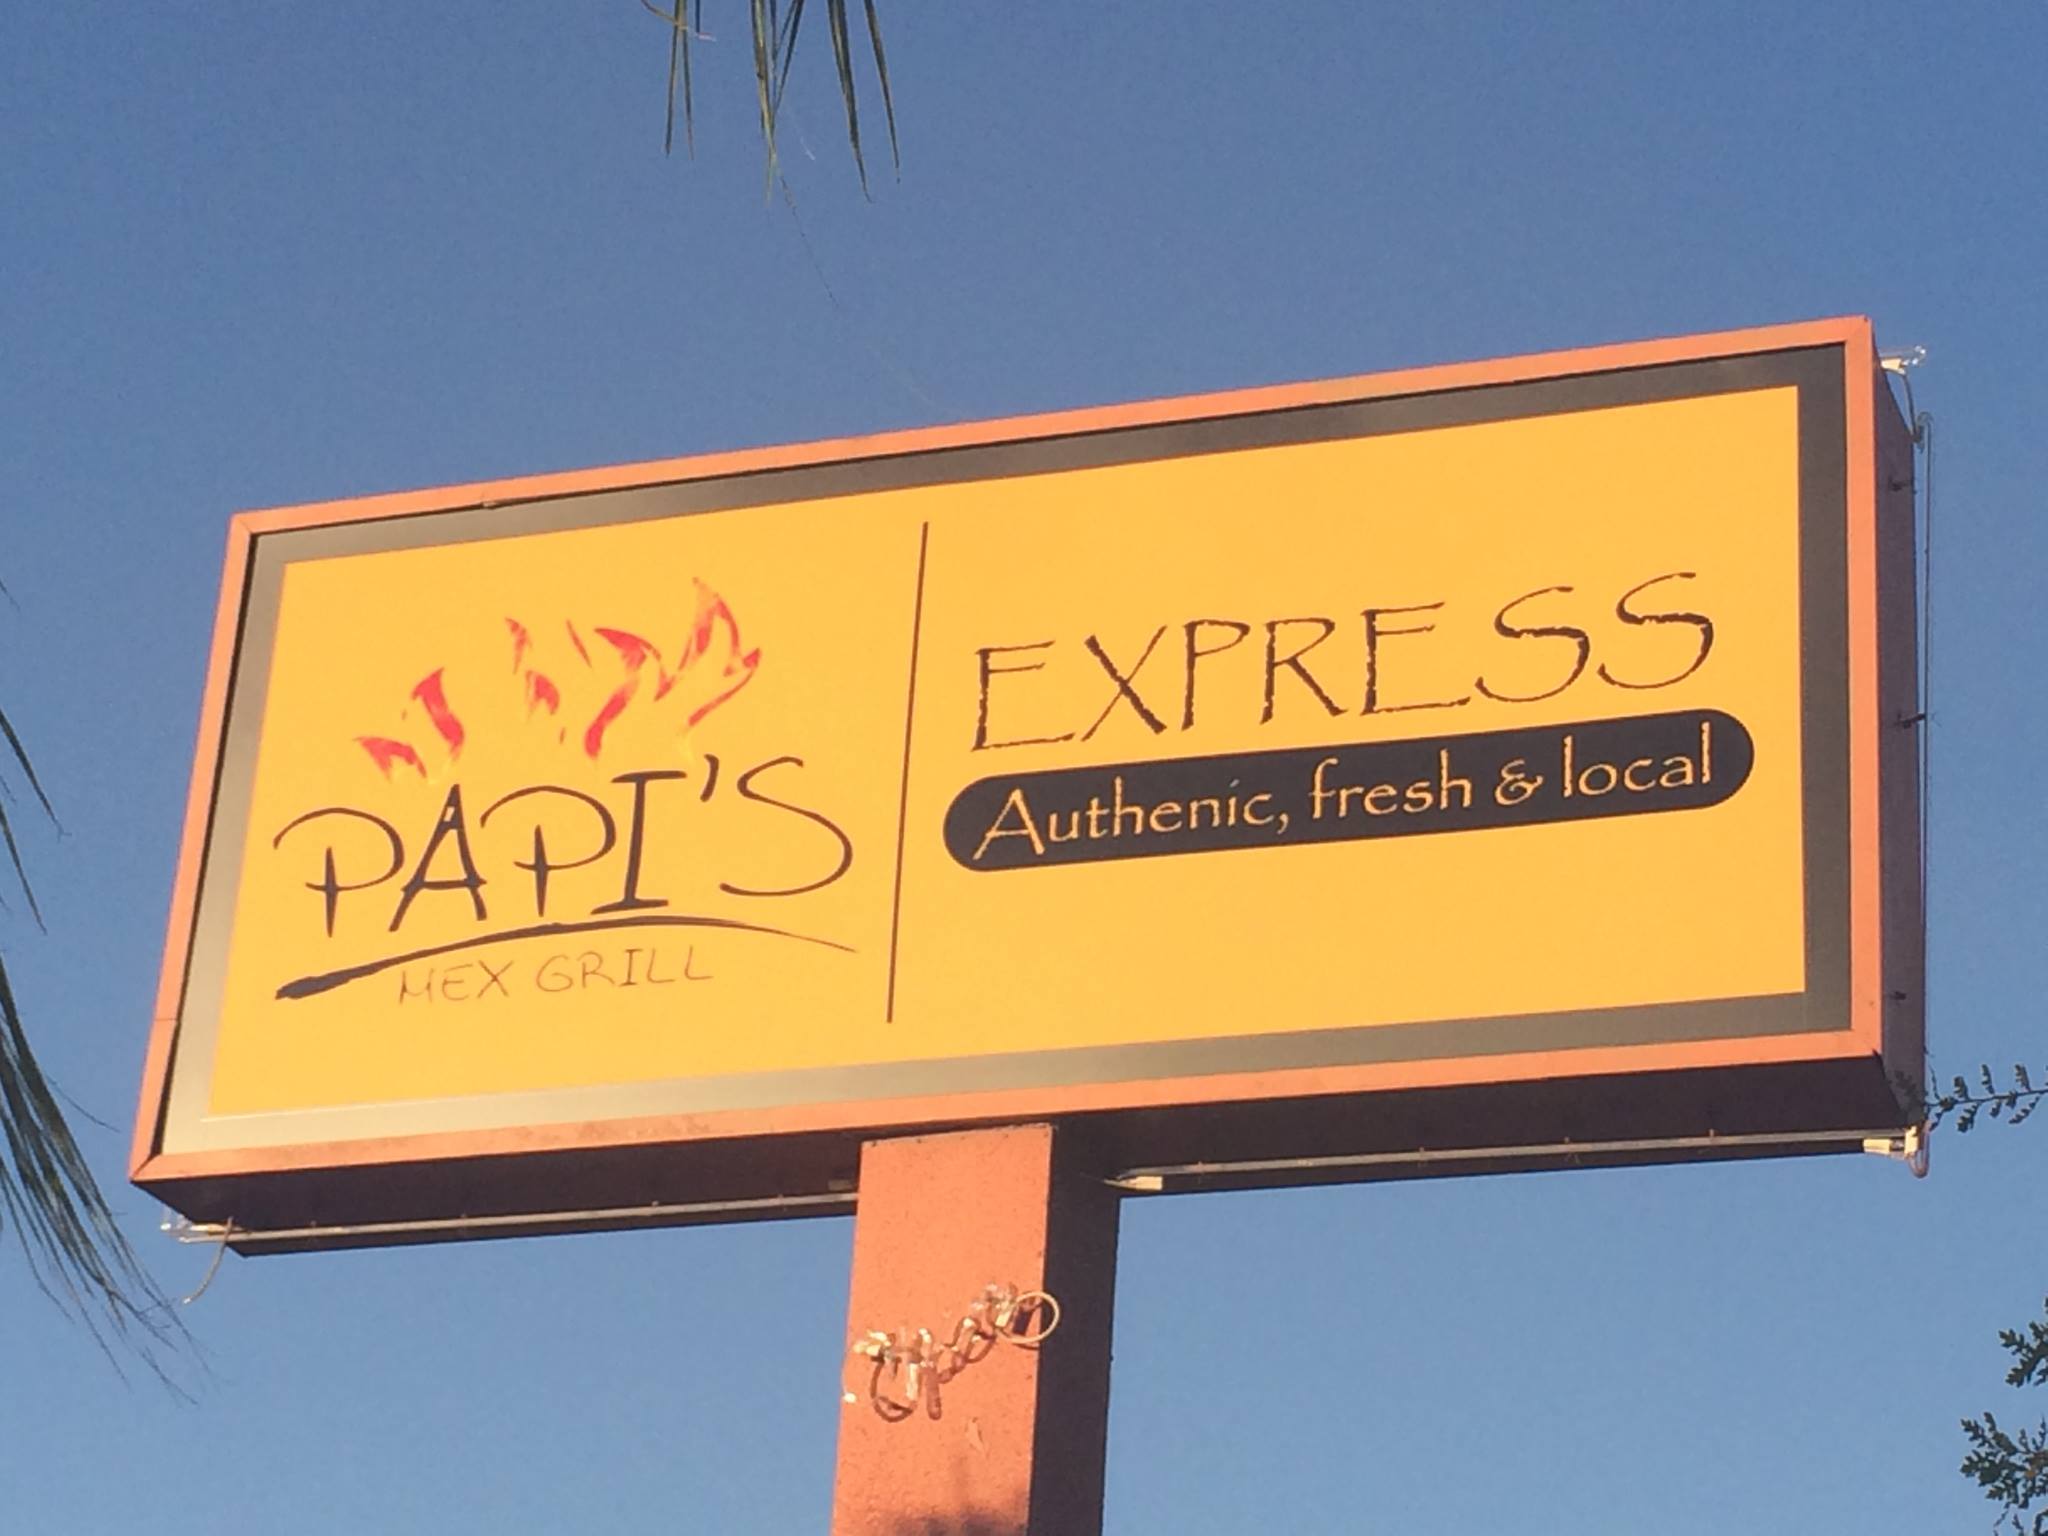 PAPI'S
MEX GRILL
EXPRESS
Authenic, fresh & local